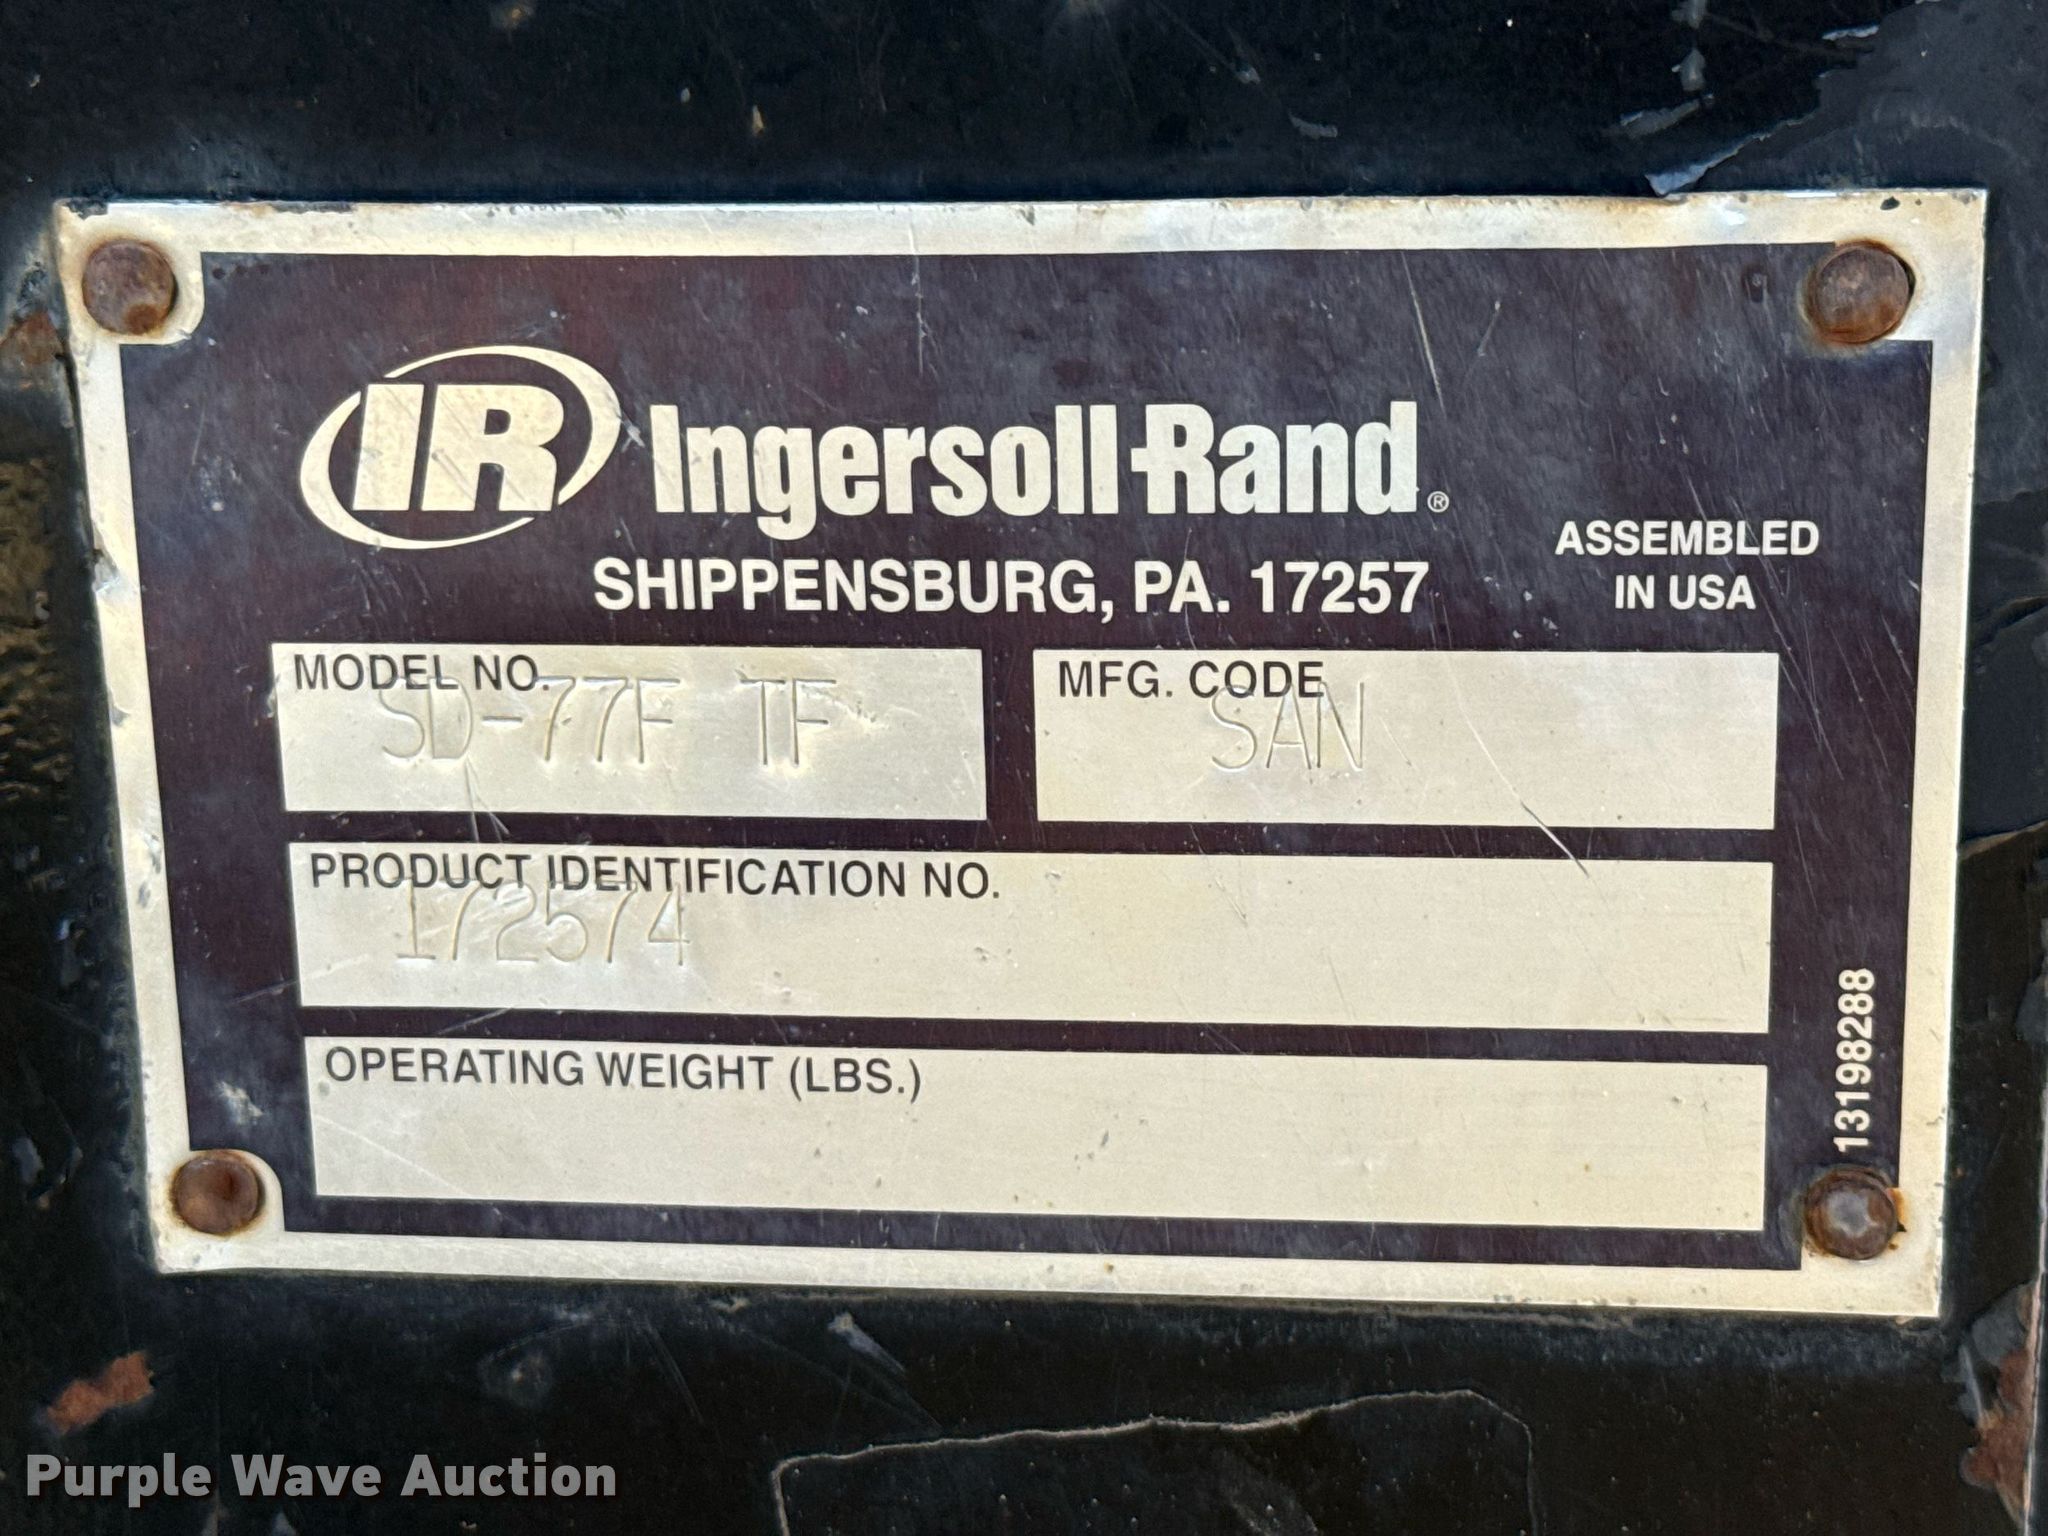 IR Ingersoll-Rand®
SHIPPENSBURG, PA. 17257
ASSEMBLED
IN USA
MODEL NO.
SD-77F TF
MFG. CODE
SAN
PRODUCT IDENTIFICATION NO.
172574
OPERATING WEIGHT (LBS.)
13198288
Purple Wave Auction